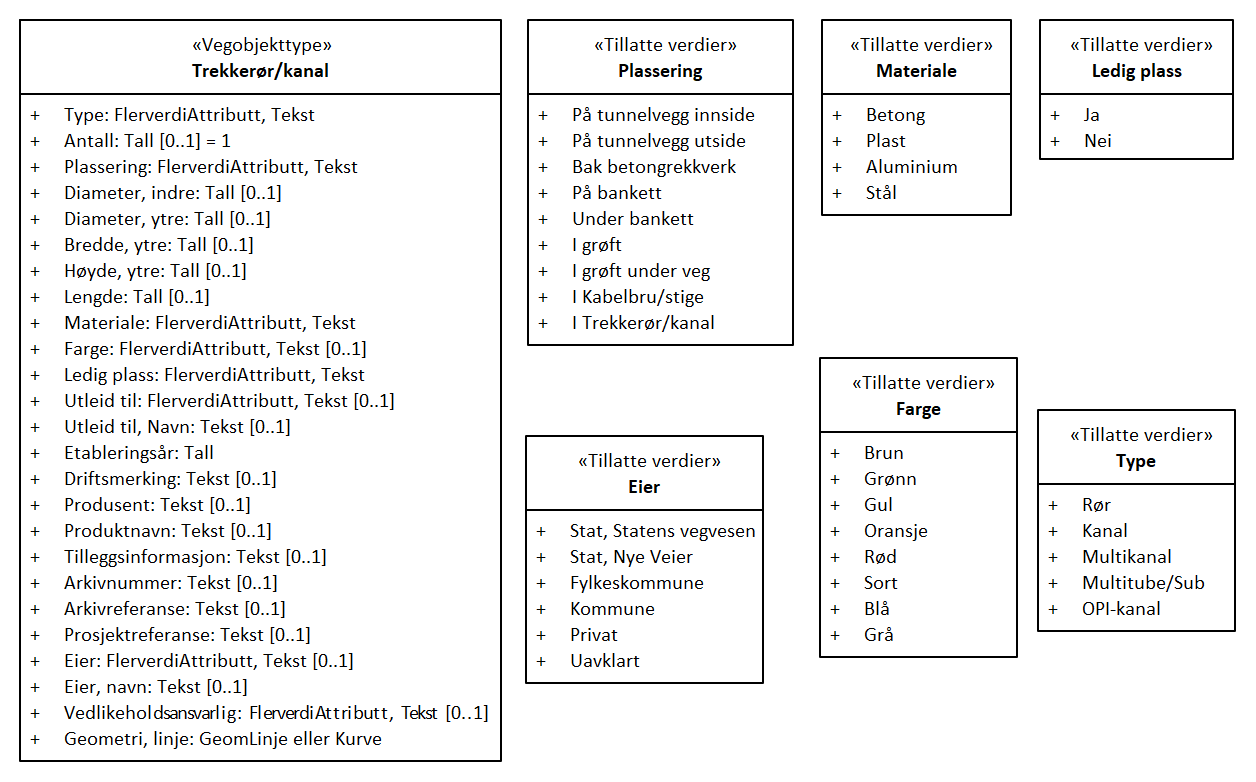 «Vegobjekttype»
Trekkerør/kanal
+ Type: FlerverdiAttributt, Tekst
+ Antall: Tall [0..1] = 1
+ Plassering: FlerverdiAttributt, Tekst
+ Diameter, indre: Tall [0..1]
+ Diameter, ytre: Tall [0..1]
+ Bredde, ytre: Tall [0..1]
+ Høyde, ytre: Tall [0..1]
+ Lengde: Tall [0..1]
+ Materiale: FlerverdiAttributt, Tekst
+ Farge: FlerverdiAttributt, Tekst [0..1]
+ Ledig plass: FlerverdiAttributt, Tekst
+ Utleid til: FlerverdiAttributt, Tekst [0..1]
+ Utleid til, Navn: Tekst [0..1]
+ Etableringsår: Tall
+ Driftsmerking: Tekst [0..1]
+ Produsent: Tekst [0..1]
+ Produktnavn: Tekst [0..1]
+ Tilleggsinformasjon: Tekst [0..1]
+ Arkivnummer: Tekst [0..1]
+ Arkivreferanse: Tekst [0..1]
+ Prosjektreferanse: Tekst [0..1]
+ Eier: FlerverdiAttributt, Tekst [0..1]
+ Eier, navn: Tekst [0..1]
+ Vedlikeholdsansvarlig: FlerverdiAttributt, Tekst [0..1]
+ Geometri, linje: GeomLinje eller Kurve
«Tillatte verdier»
Plassering
+ På tunnelvegg innside
+ På tunnelvegg utside
+ Bak betongrekkverk
+ På bankett
+ Under bankett
+ I grøft
+ I grøft under veg
+ I Kabelbru/stige
+ I Trekkerør/kanal
«Tillatte verdier»
Materiale
+ Betong
+ Plast
+ Aluminium
+ Stål
«Tillatte verdier»
Ledig plass
+ Ja
+ Nei
«Tillatte verdier»
Eier
+ Stat, Statens vegvesen
+ Stat, Nye Veier
+ Fylkeskommune
+ Kommune
+ Privat
+ Uavklart
«Tillatte verdier»
Farge
+ Brun
+ Grønn
+ Gul
+ Oransje
+ Rød
+ Sort
+ Blå
+ Grå
«Tillatte verdier»
Type
+ Rør
+ Kanal
+ Multikanal
+ Multitube/Sub
+ OPI-kanal